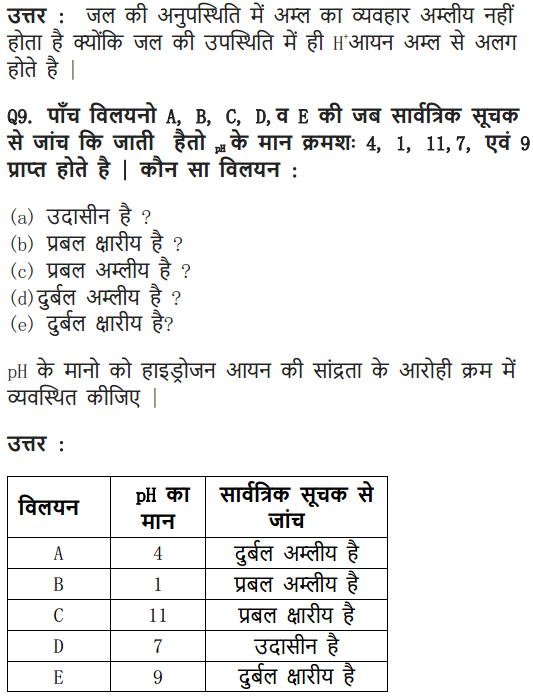 उत्तर : जल की अनुपस्थिति में अम्ल का व्यवहार अम्लीय नहीं
होता है क्योंकि जल की उपस्थिति में ही H⁺आयन अम्ल से अलग
होते है |
Q9. पाँच विलयनो A, B, C, D,व E की जब सार्वत्रिक सूचक
से जांच कि जाती हैतो pH के मान क्रमशः 4, 1, 11,7, एवं 9
प्राप्त होते है | कौन सा विलयन :
(a) उदासीन है ?
(b) प्रबल क्षारीय है ?
(c) प्रबल अम्लीय है ?
(d)दुर्बल अम्लीय है ?
(e) दुर्बल क्षारीय है?
pH के मानो को हाइड्रोजन आयन की सांद्रता के आरोही क्रम में
व्यवस्थित कीजिए |
उत्तर :
विलयन pH का मान सार्वत्रिक सूचक से जांच
A 4 दुर्बल अम्लीय है
B 1 प्रबल अम्लीय है
C 11 प्रबल क्षारीय है
D 7 उदासीन है
E 9 दुर्बल क्षारीय है